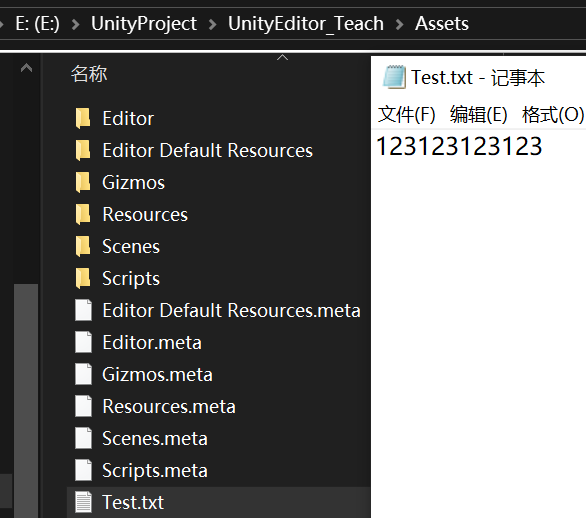 E: (E:) UnityProject UnityEditor_Teach Assets
名称
Editor
Editor Default Resources
Gizmos
Resources
Scenes
Scripts
Editor Default Resources.meta
Editor.meta
Gizmos.meta
Resources.meta
Scenes.meta
Scripts.meta
Test.txt
Test.txt - 记事本
文件(F) 编辑(E) 格式(O)
123123123123